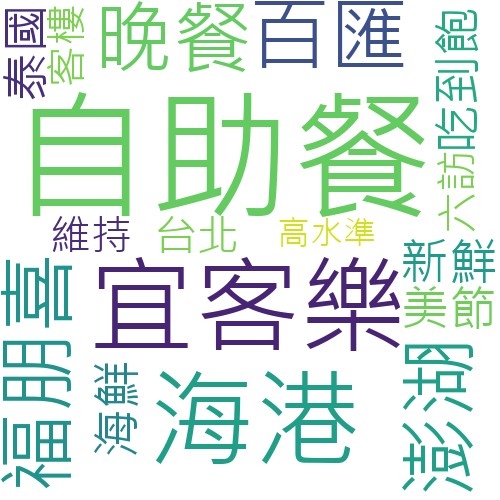 泰國
客樓
晚餐
百匯
吃到飽
自助餐
六訪
維持
台北
高水準
新鮮
美節
福朋喜
宜客樂
海鮮
海港
澎湖